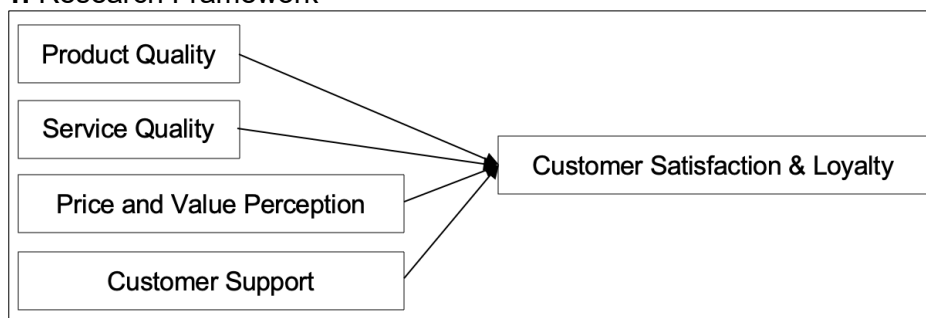 Research Framework
Product Quality
Service Quality
Price and Value Perception
Customer Support
Customer Satisfaction & Loyalty